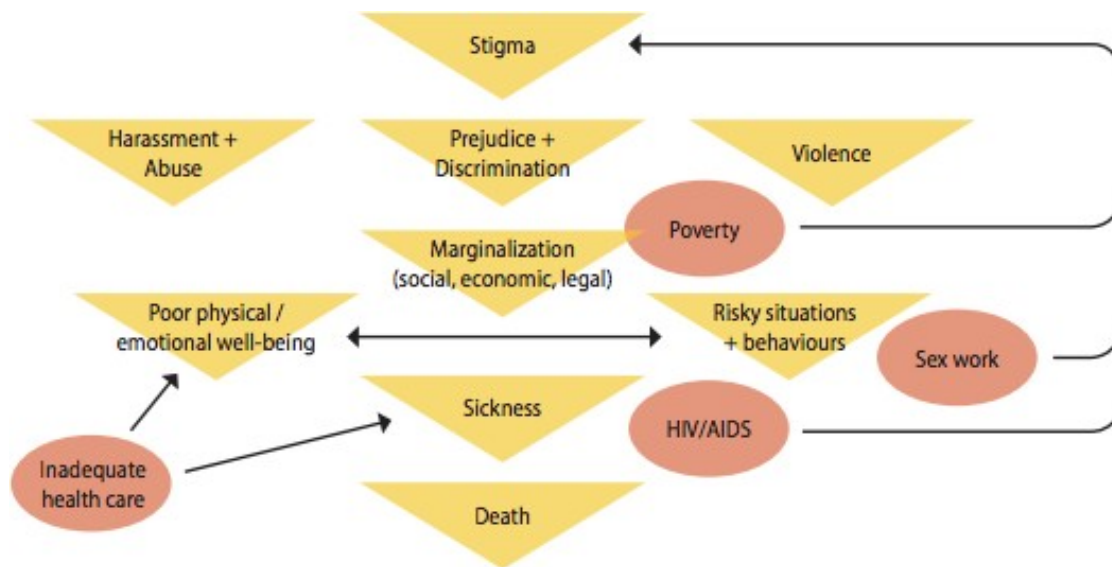 Stigma
Harassment +
Abuse
Prejudice +
Discrimination
Violence
Poverty
Marginalization
(social, economic, legal)
Poor physical /
emotional well-being
Risky situations
+ behaviours
Sex work
Sickness
HIV/AIDS
Inadequate
health care
Death